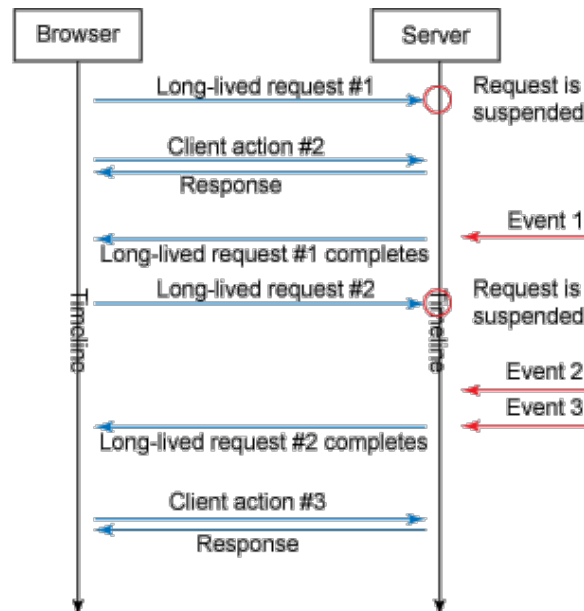 Browser
Server
Long-lived request #1
Request is
suspended
Client action #2
Response
Event 1
Long-lived request #1 completes
Long-lived request #2
Request is
suspended
Timeline
Timeline
Event 2
Event 3
Long-lived request #2 completes
Client action #3
Response